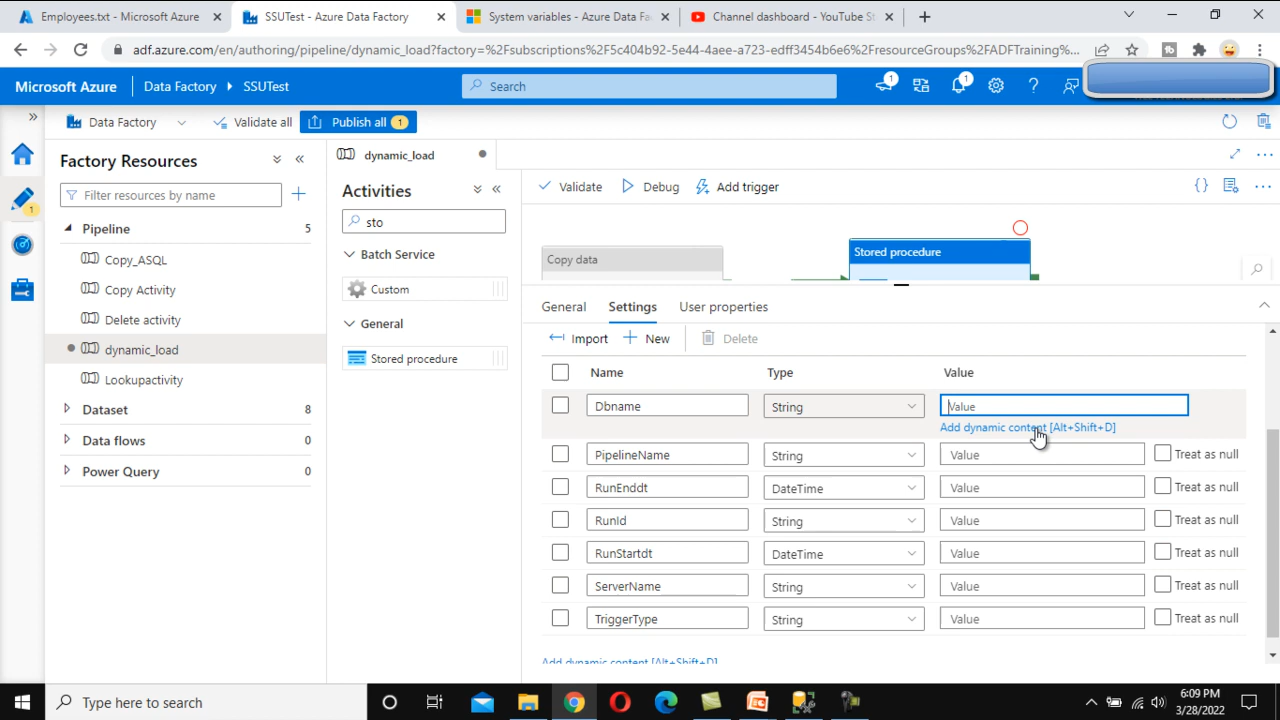 Employees.txt - Microsoft Azure
SSUTest - Azure Data Factory
System variables - Azure Data Fa
Channel dashboard - YouTube St
adf.azure.com/en/authoring/pipeline/dynamic_load?factory=%2Fsubscriptions%2F5c404b92-5e44-4aee-a723-edff3454b6e6%2FresourceGroups%2FADFTraining%...
Microsoft Azure
Data Factory
SSUTest
Search
1
1
Data Factory
Validate all
Publish all 1
Factory Resources
Filter resources by name
Pipeline 5
Copy_ASQL
Copy Activity
Delete activity
dynamic_load
Lookupactivity
Dataset 8
Data flows 0
Power Query 0
1
dynamic_load
Activities
sto
Batch Service
Custom
General
Stored procedure
Validate
Debug
Add trigger
Copy data
Stored procedure
General
Settings
User properties
Import
New
Delete
Name Type Value
Dbname String Value
Add dynamic content [Alt+Shift+D]
PipelineName String Value Treat as null
RunEnddt DateTime Value Treat as null
RunId String Value Treat as null
RunStartdt DateTime Value Treat as null
ServerName String Value Treat as null
TriggerType String Value Treat as null
Add dynamic content [Alt+Shift+D]
Type here to search
6:09 PM
3/28/2022